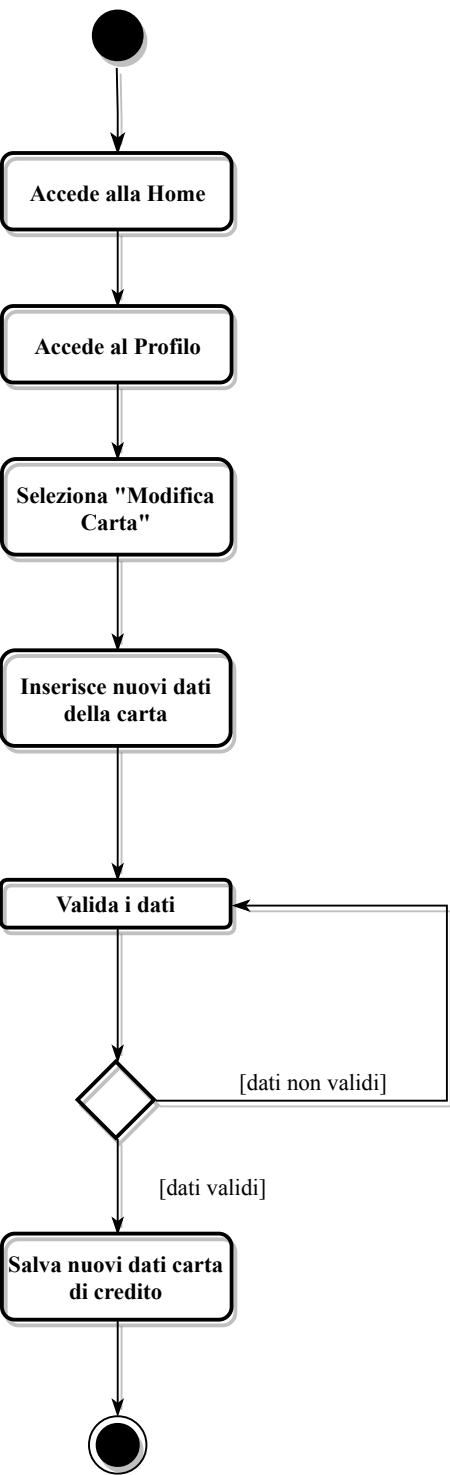 Accede alla Home
Accede al Profilo
Seleziona "Modifica
Carta"
Inserisce nuovi dati
della carta
Valida i dati
[dati non validi]
[dati validi]
Salva nuovi dati carta
di credito